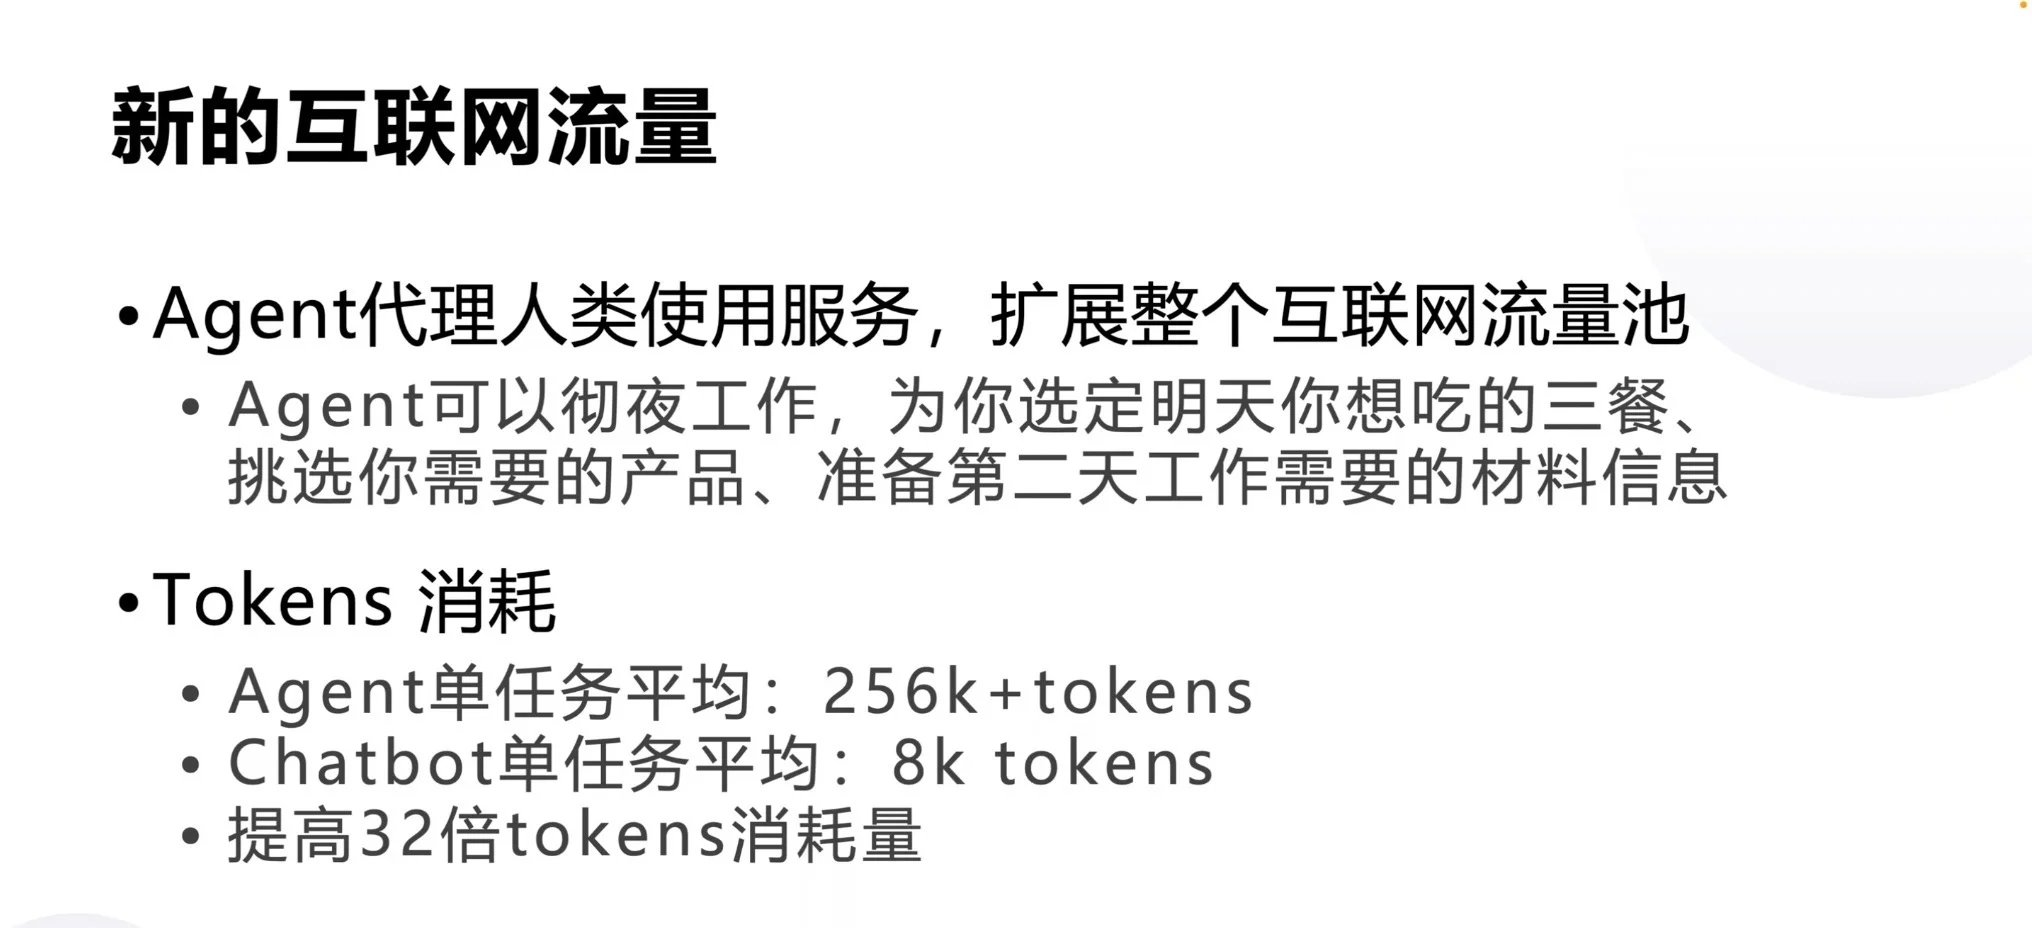 新的互联网流量
•Agent代理人类使用服务，扩展整个互联网流量池
• Agent可以彻夜工作，为你选定明天你想吃的三餐、
挑选你需要的产品、准备第二天工作需要的材料信息
•Tokens 消耗
• Agent单任务平均：256k+tokens
• Chatbot单任务平均：8k tokens
• 提高32倍tokens消耗量